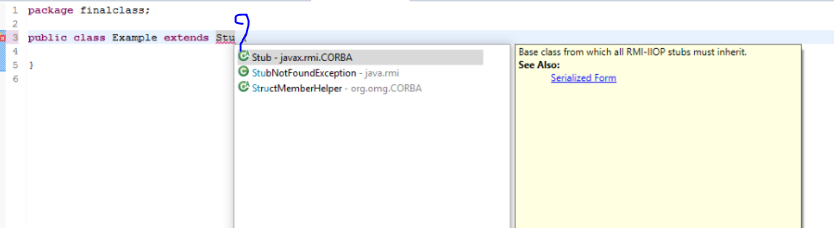 1 package finalclass;
2
3 public class Example extends Stu
4
5 }
6
Stub - javax.rmi.CORBA
StubNotFoundException - java.rmi
StructMemberHelper - org.omg.CORBA
Base class from which all RMI-IIOP stubs must inherit.
See Also:
Serialized Form